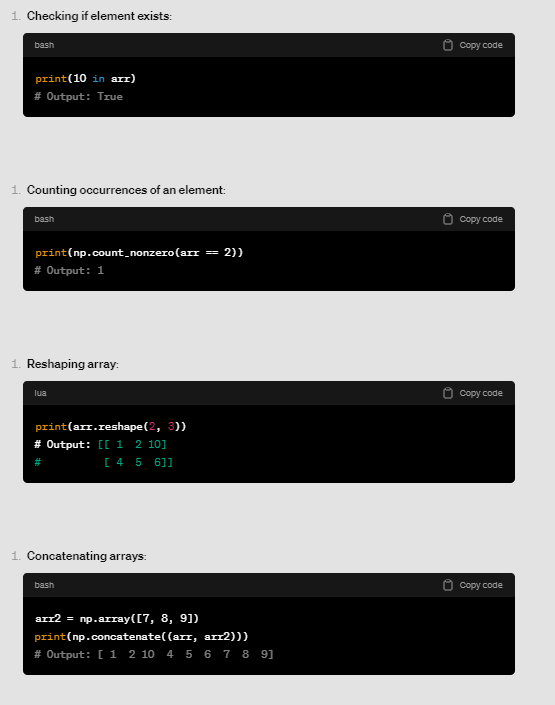 1. Checking if element exists:
bash Copy code
print(10 in arr)
# Output: True
1. Counting occurrences of an element:
bash Copy code
print(np.count_nonzero(arr == 2))
# Output: 1
1. Reshaping array:
lua Copy code
print(arr.reshape(2, 3))
# Output: [[ 1  2 10]
#          [ 4  5  6]]
1. Concatenating arrays:
bash Copy code
arr2 = np.array([7, 8, 9])
print(np.concatenate((arr, arr2)))
# Output: [ 1  2 10  4  5  6  7  8  9]